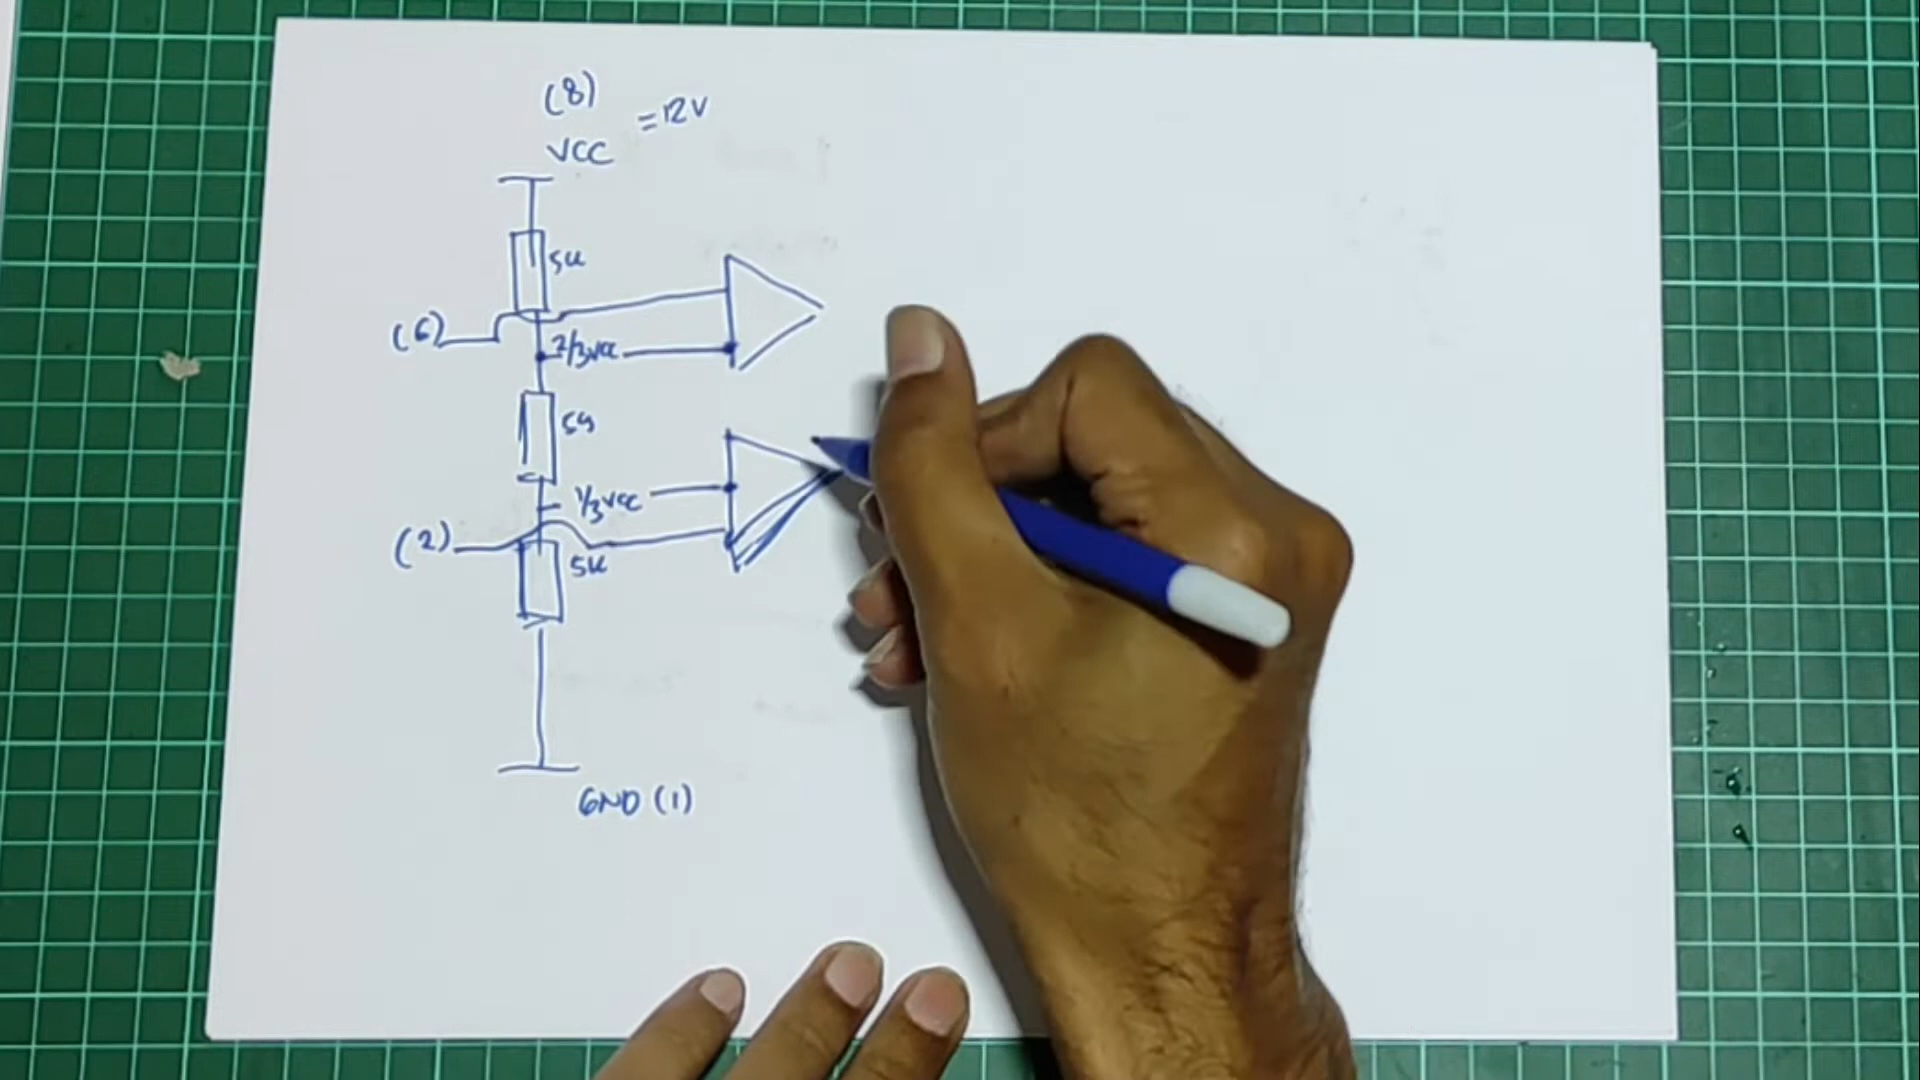 (8)
VCC
=12V
5K
(6)
2/3VCC
5K
1/3VCC
(2)
5K
GND (1)